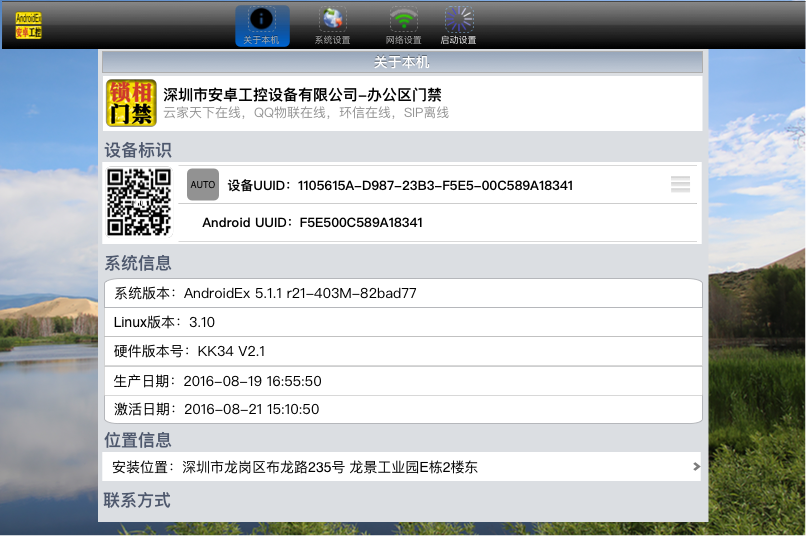 AndroidEx
安卓工控
关于本机
系统设置
网络设置
启动设置
关于本机
锁相
门禁
深圳市安卓工控设备有限公司-办公区门禁
云家天下在线，QQ物联在线，环信在线，SIP离线
设备标识
AUTO
设备UUID：1105615A-D987-23B3-F5E5-00C589A18341
Android UUID：F5E500C589A18341
系统信息
系统版本：AndroidEx 5.1.1 r21-403M-82bad77
Linux版本：3.10
硬件版本号：KK34 V2.1
生产日期：2016-08-19 16:55:50
激活日期：2016-08-21 15:10:50
位置信息
安装位置：深圳市龙岗区布龙路235号 龙景工业园E栋2楼东
联系方式